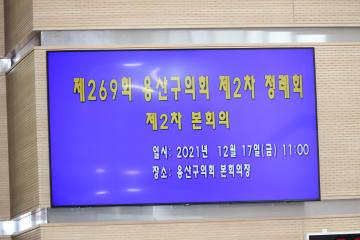 제269회 용산구의회 제2차 정례회
제2차 본회의
일시: 2021년 12월 17일(금) 11:00
장소: 용산구의회 본회의장